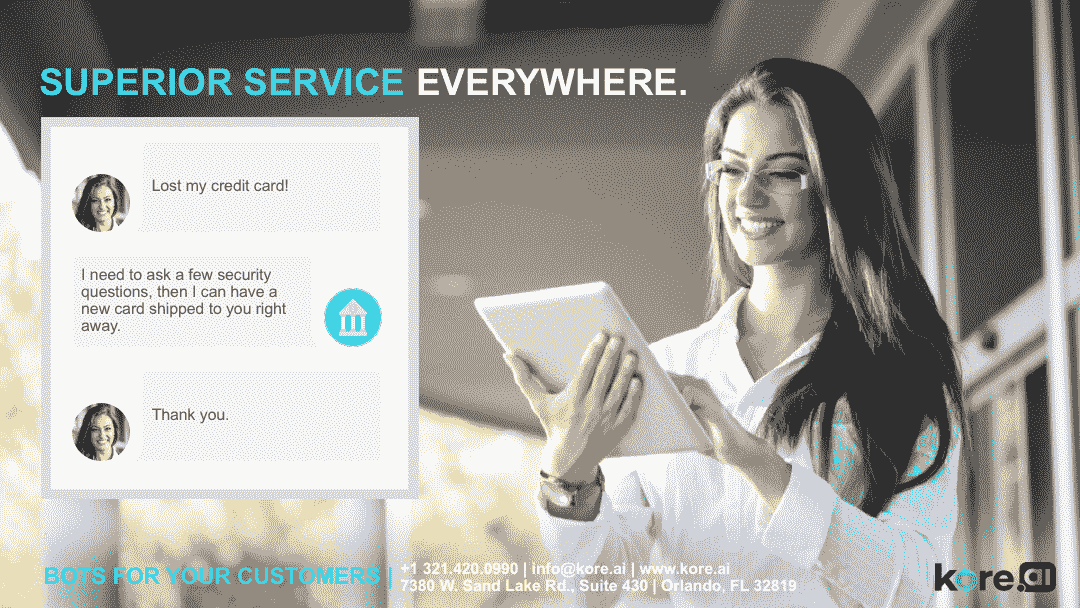 SUPERIOR SERVICE EVERYWHERE.
Lost my credit card!
I need to ask a few security
questions, then I can have a
new card shipped to you right
away.
Thank you.
BOTS FOR YOUR CUSTOMERS |
+1 321.420.0990 | info@kore.ai | www.kore.ai
7380 W. Sand Lake Rd., Suite 430 | Orlando, FL 32819
kore.ai